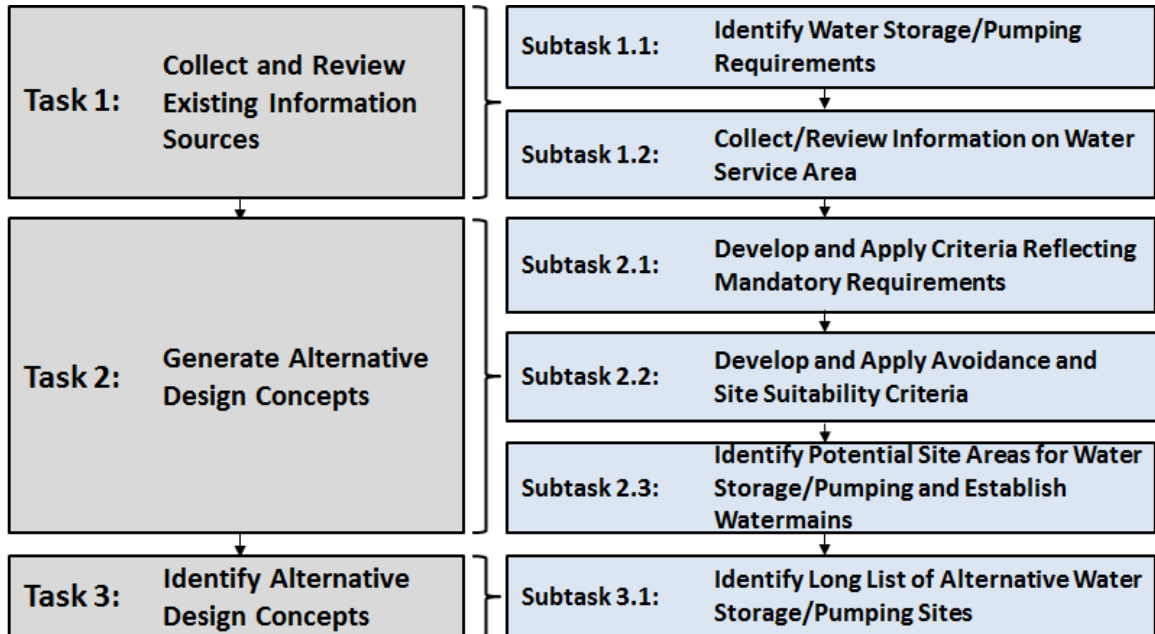 Task 1:
Collect and Review
Existing Information
Sources
Subtask 1.1:
Identify Water Storage/Pumping
Requirements
Subtask 1.2:
Collect/Review Information on Water
Service Area
Task 2:
Generate Alternative
Design Concepts
Subtask 2.1:
Develop and Apply Criteria Reflecting
Mandatory Requirements
Subtask 2.2:
Develop and Apply Avoidance and
Site Suitability Criteria
Subtask 2.3:
Identify Potential Site Areas for Water
Storage/Pumping and Establish
Watermains
Task 3:
Identify Alternative
Design Concepts
Subtask 3.1:
Identify Long List of Alternative Water
Storage/Pumping Sites